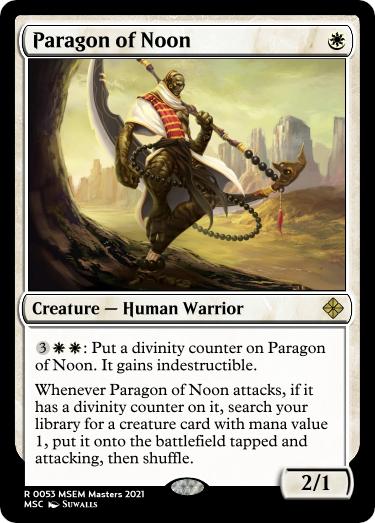 Paragon of Noon
Creature — Human Warrior
3: Put a divinity counter on Paragon
of Noon. It gains indestructible.
Whenever Paragon of Noon attacks, if it
has a divinity counter on it, search your
library for a creature card with mana value
1, put it onto the battlefield tapped and
attacking, then shuffle.
2/1
R 0053 MSEM Masters 2021
MSC Suwalls